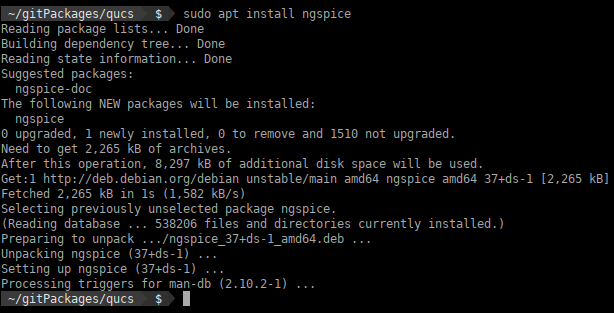 ~/gitPackages/qucs $ sudo apt install ngspice
Reading package lists... Done
Building dependency tree... Done
Reading state information... Done
Suggested packages:
  ngspice-doc
The following NEW packages will be installed:
  ngspice
0 upgraded, 1 newly installed, 0 to remove and 1510 not upgraded.
Need to get 2,265 kB of archives.
After this operation, 8,297 kB of additional disk space will be used.
Get:1 http://deb.debian.org/debian unstable/main amd64 ngspice amd64 37+ds-1 [2,265 kB]
Fetched 2,265 kB in 1s (1,582 kB/s)
Selecting previously unselected package ngspice.
(Reading database ... 538206 files and directories currently installed.)
Preparing to unpack .../ngspice_37+ds-1_amd64.deb ...
Unpacking ngspice (37+ds-1) ...
Setting up ngspice (37+ds-1) ...
Processing triggers for man-db (2.10.2-1) ...
~/gitPackages/qucs $